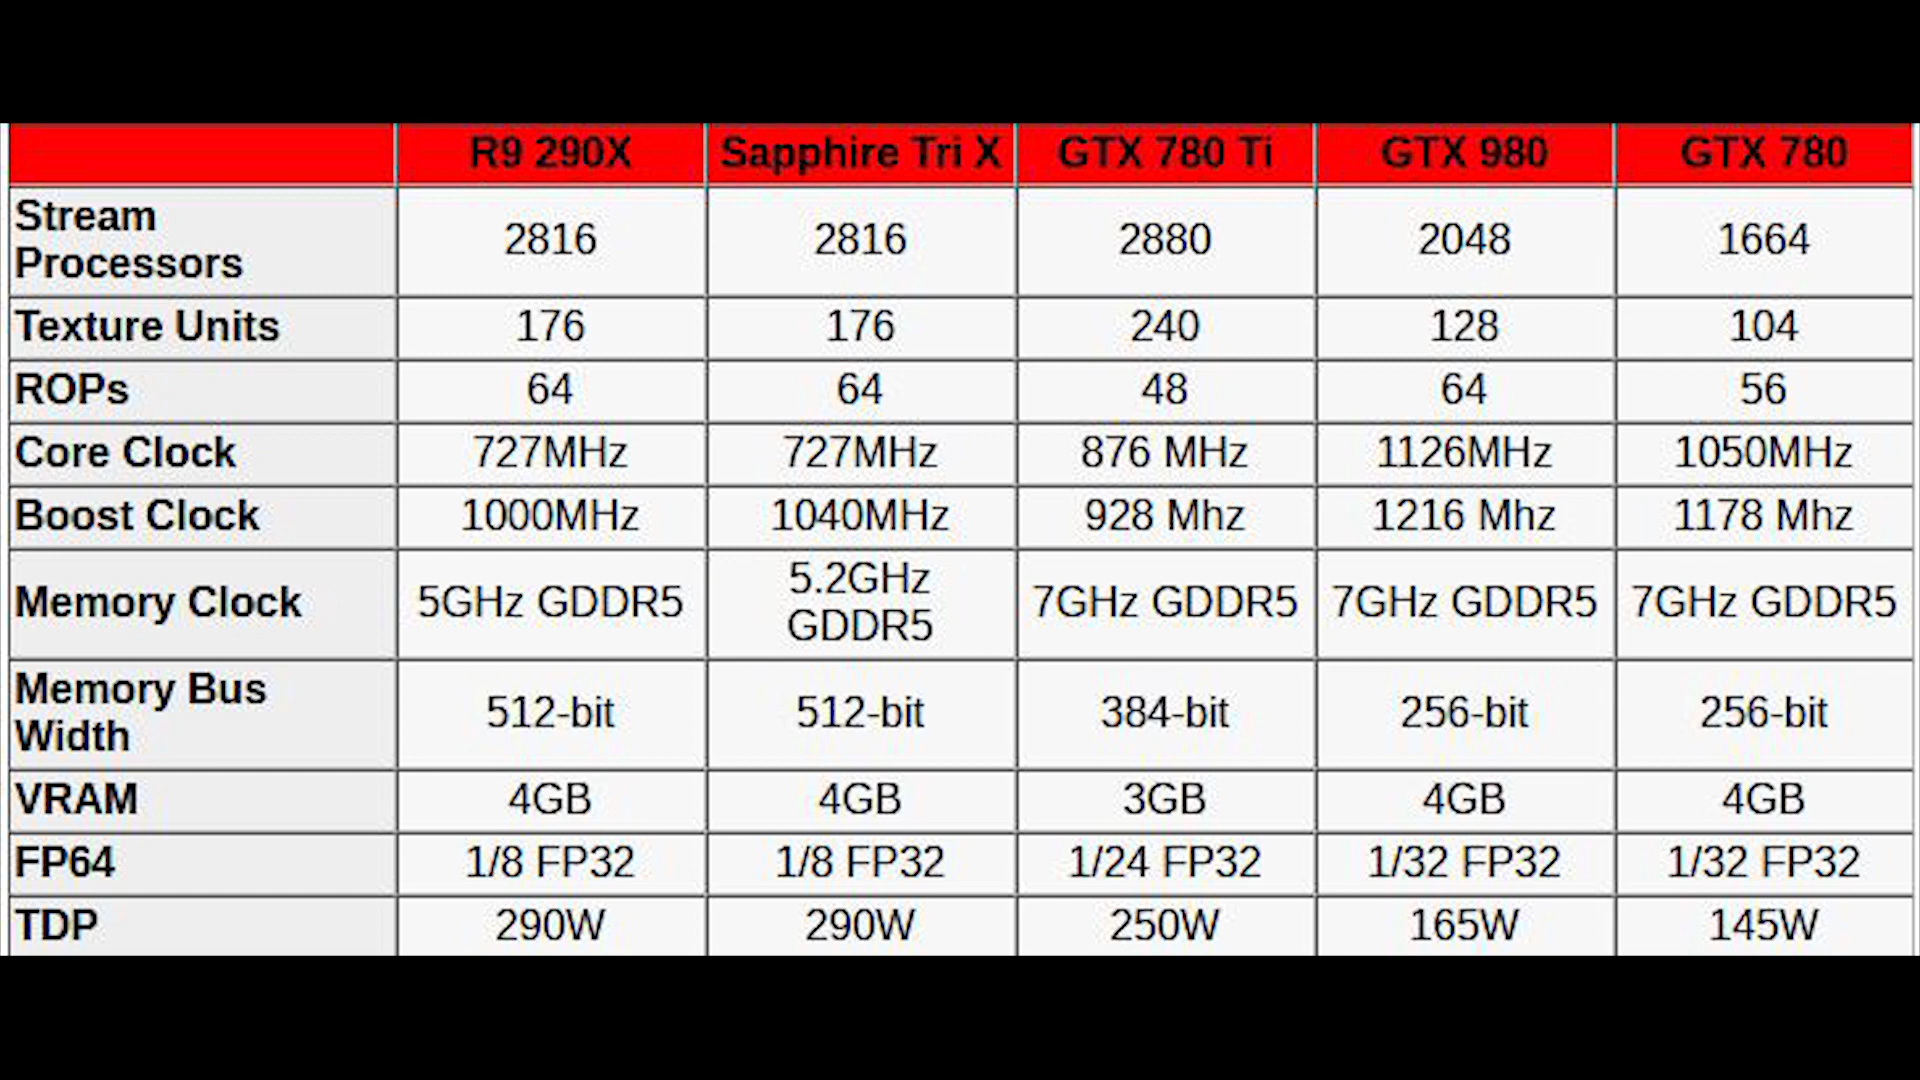 R9 290X Sapphire Tri X GTX 780 Ti GTX 980 GTX 780
Stream
Processors 2816 2816 2880 2048 1664
Texture Units 176 176 240 128 104
ROPs 64 64 48 64 56
Core Clock 727MHz 727MHz 876 MHz 1126MHz 1050MHz
Boost Clock 1000MHz 1040MHz 928 Mhz 1216 Mhz 1178 Mhz
Memory Clock 5GHz GDDR5 5.2GHz GDDR5 7GHz GDDR5 7GHz GDDR5 7GHz GDDR5
Memory Bus
Width 512-bit 512-bit 384-bit 256-bit 256-bit
VRAM 4GB 4GB 3GB 4GB 4GB
FP64 1/8 FP32 1/8 FP32 1/24 FP32 1/32 FP32 1/32 FP32
TDP 290W 290W 250W 165W 145W